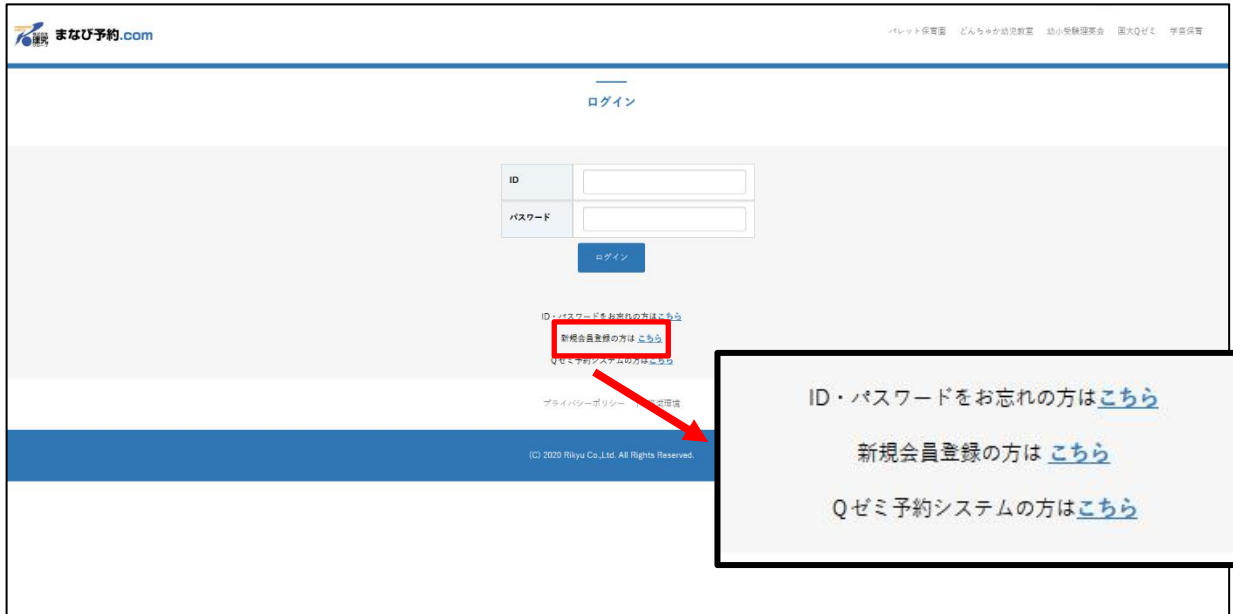 理究 まなび予約.com
パレット保育園 どんちゃか幼児教室 幼小受験理英会 国大Qゼミ 学童保育
ログイン
ID
パスワード
ログイン
ID・パスワードをお忘れの方はこちら
新規会員登録の方は こちら
Qゼミ予約システムの方はこちら
プライバシーポリシー
奨環境
(C) 2020 Rikyu Co.,Ltd. All Rights Reserved.
ID・パスワードをお忘れの方はこちら
新規会員登録の方は こちら
Qゼミ予約システムの方はこちら